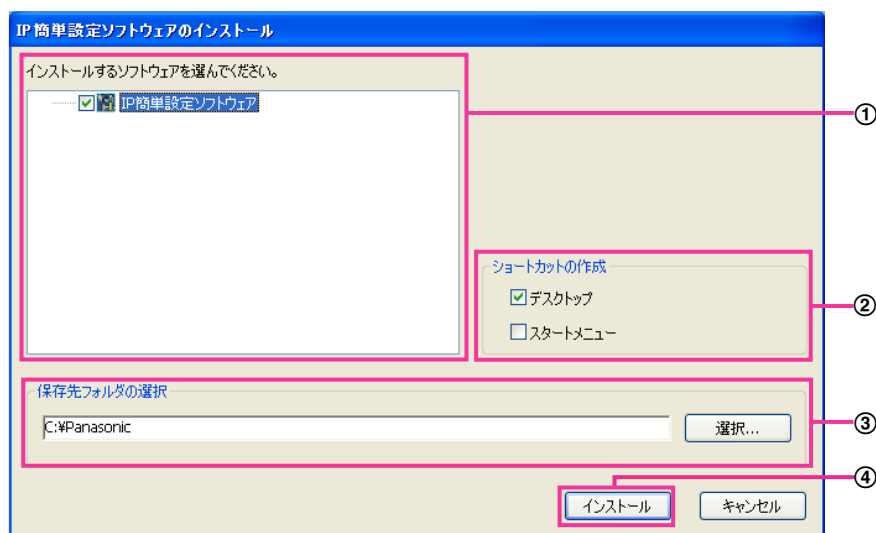 IP簡単設定ソフトウェアのインストール
インストールするソフトウェアを選んでください。
IP簡単設定ソフトウェア
①
ショートカットの作成
デスクトップ
スタートメニュー
②
保存先フォルダの選択
C:¥Panasonic
選択...
③
④
インストール
キャンセル